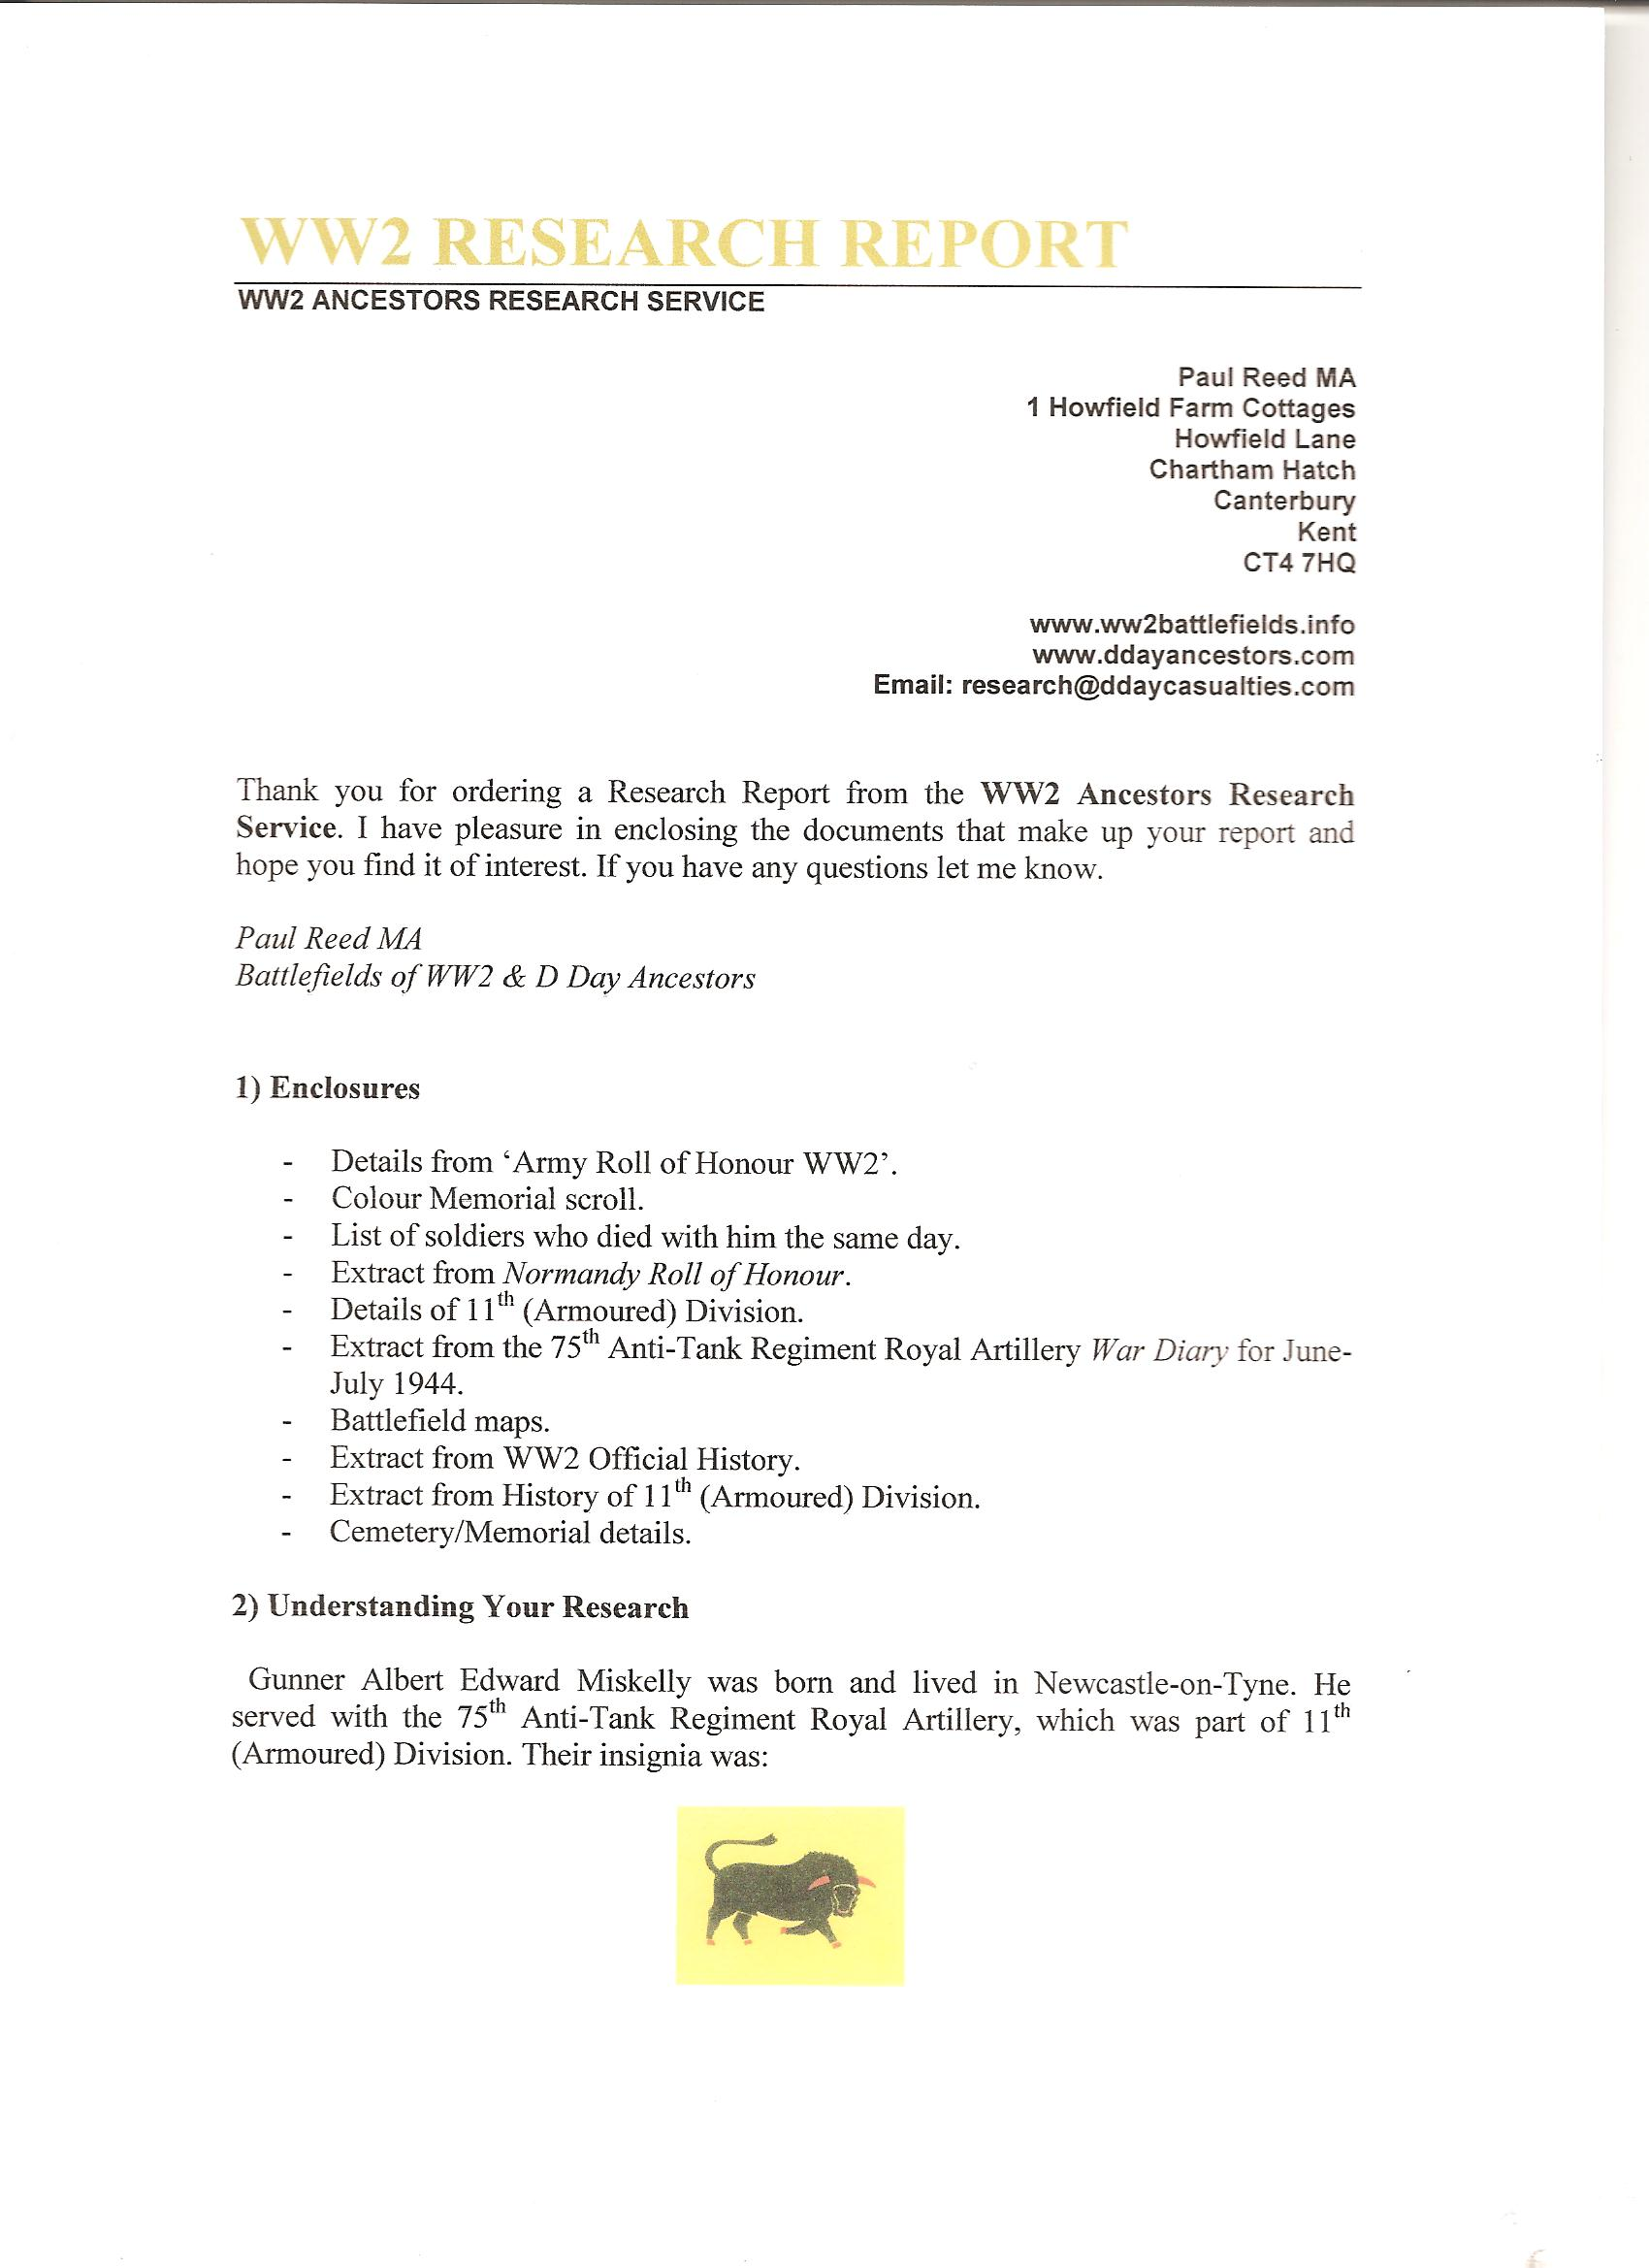 WW2 RESEARCH REPORT
WW2 ANCESTORS RESEARCH SERVICE
Paul Reed MA
1 Howfield Farm Cottages
Howfield Lane
Chartham Hatch
Canterbury
Kent
CT4 7HQ
www.ww2battlefields.info
www.ddayancestors.com
Email: research@ddaycasualties.com
Thank you for ordering a Research Report from the WW2 Ancestors Research
Service. I have pleasure in enclosing the documents that make up your report and
hope you find it of interest. If you have any questions let me know.
Paul Reed MA
Battlefields of WW2 & D Day Ancestors
1) Enclosures
- Details from ‘Army Roll of Honour WW2’.
- Colour Memorial scroll.
- List of soldiers who died with him the same day.
- Extract from Normandy Roll of Honour.
- Details of 11th (Armoured) Division.
- Extract from the 75th Anti-Tank Regiment Royal Artillery War Diary for June-
July 1944.
- Battlefield maps.
- Extract from WW2 Official History.
- Extract from History of 11th (Armoured) Division.
- Cemetery/Memorial details.
2) Understanding Your Research
Gunner Albert Edward Miskelly was born and lived in Newcastle-on-Tyne. He
served with the 75th Anti-Tank Regiment Royal Artillery, which was part of 11th
(Armoured) Division. Their insignia was: